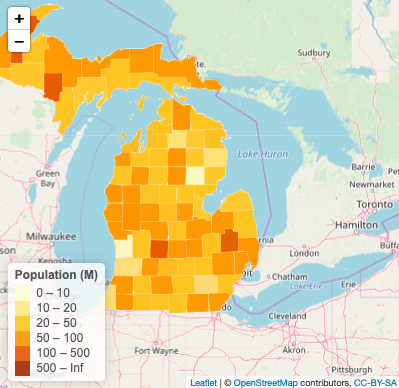 +
−
Sudbury
Ste.
Lake Huron
Green
Bay
Barrie
Newmarket
Toronto
Hamilton
Milwaukee
Kenosha
London
Buffa
Chatham
Lake Erie
Erie
Cleveland
Fort Wayne
Akron
Pittsburgh
Population (M)
0 – 10
10 – 20
20 – 50
50 – 100
100 – 500
500 – Inf
Leaflet | © OpenStreetMap contributors, CC-BY-SA